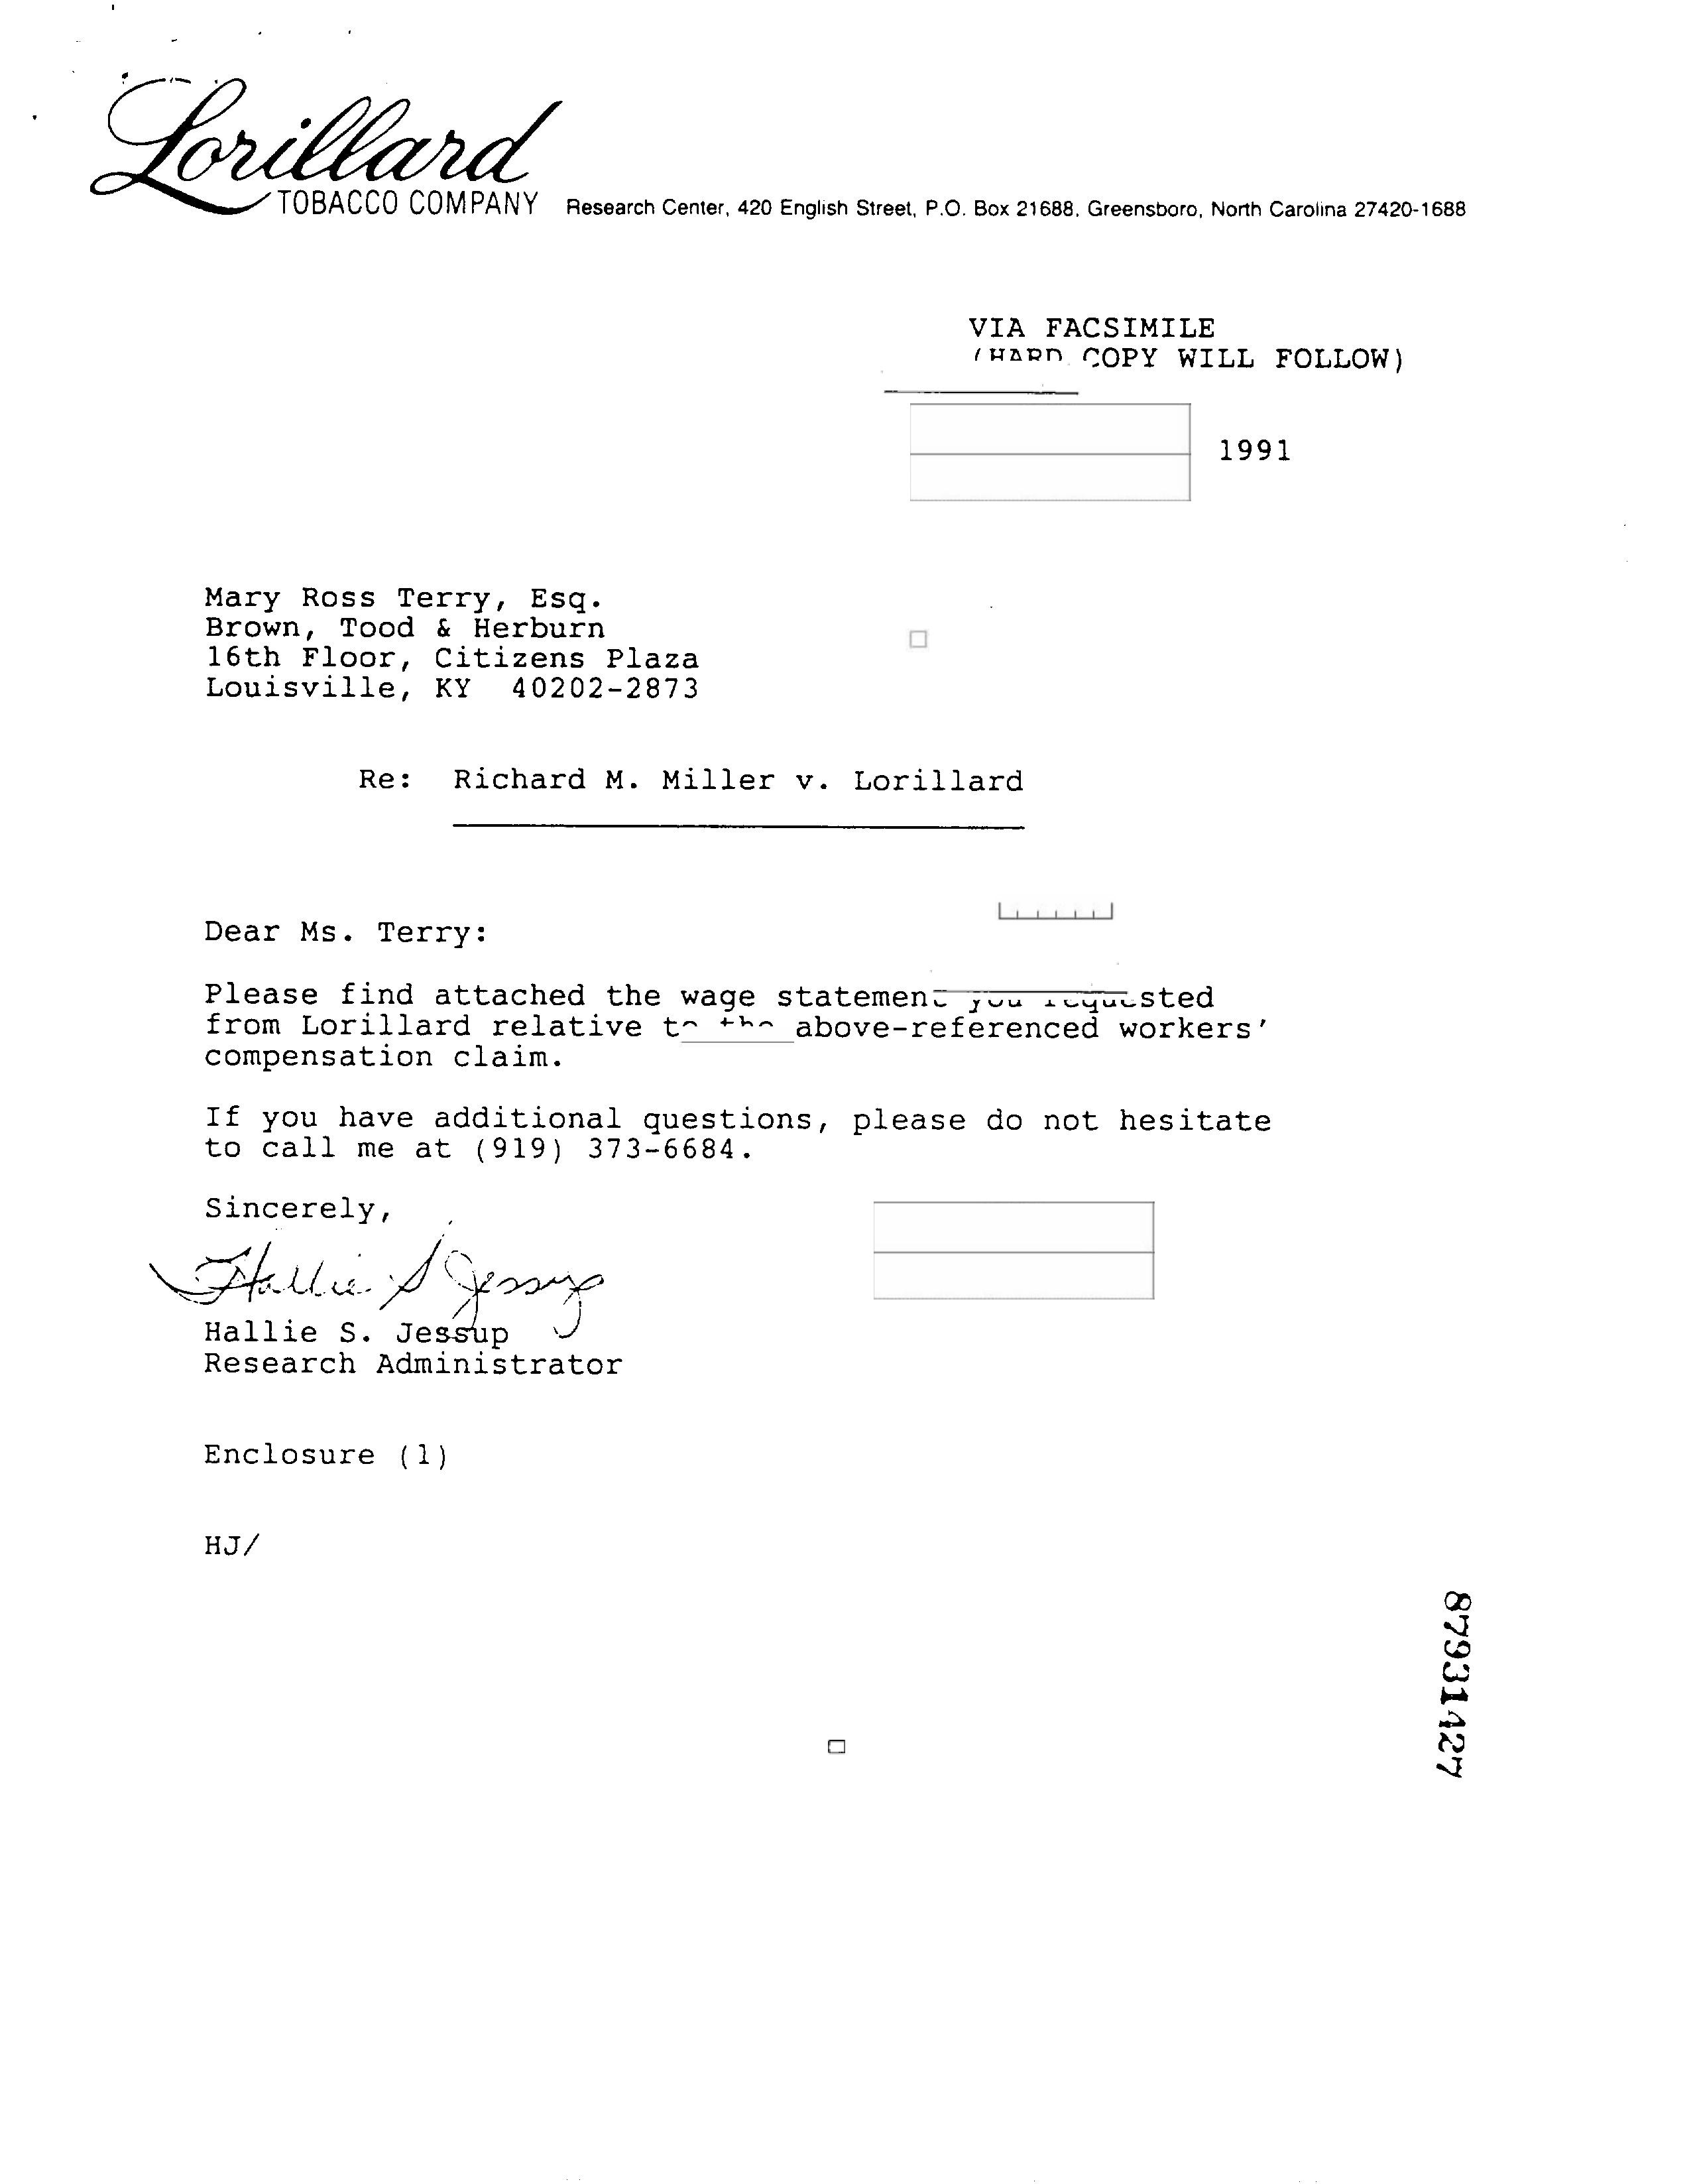 Lorillard
TOBACCO COMPANY Research Center, 420 English Street, P.O. Box 21688, Greensboro, North Carolina 27420-1688
VIA FACSIMILE
(HARD COPY WILL FOLLOW)
1991
Mary Ross Terry, Esq.
Brown, Tood & Herburn
16th Floor, Citizens Plaza
Louisville, KY 40202-2873
Re: Richard M. Miller v. Lorillard
Dear Ms. Terry:
Please find attached the wage statement you requested
from Lorillard relative to the above-referenced workers'
compensation claim.
If you have additional questions, please do not hesitate
to call me at (919) 373-6684.
Sincerely,
Hallie S Jessup
Hallie S. Jessup
Research Administrator
Enclosure (1)
HJ/
87931427